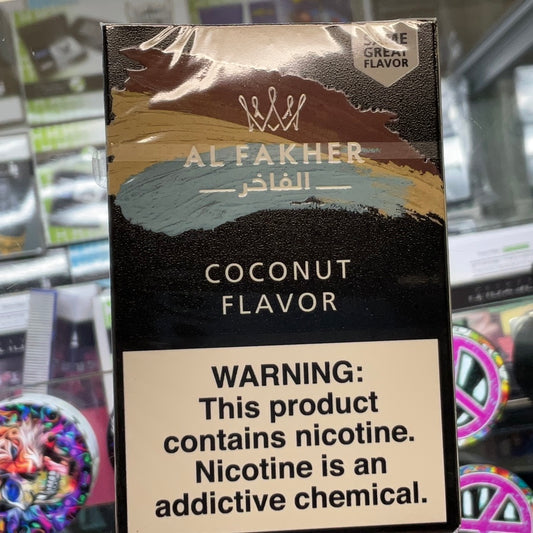 SAME
GREAT
FLAVOR
AL FAKHER
الفاخر
COCONUT
FLAVOR
WARNING:
This product
contains nicotine.
Nicotine is an
addictive chemical.